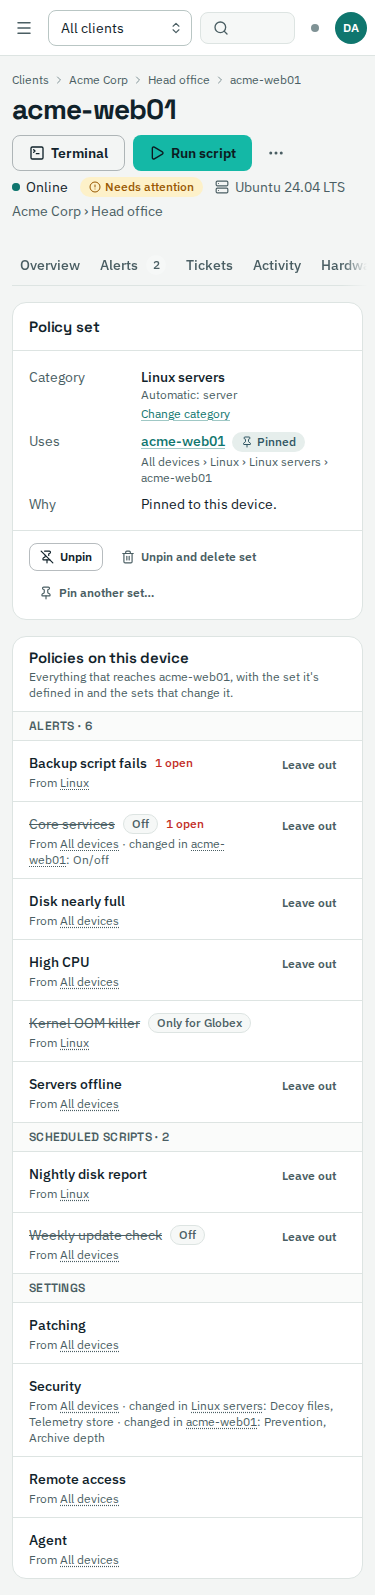 All clients
DA
Clients > Acme Corp > Head office > acme-web01
acme-web01
Terminal
Run script
Online
Needs attention
Ubuntu 24.04 LTS
Acme Corp › Head office
Overview
Alerts 2
Tickets
Activity
Hardwa
Policy set
Category
Linux servers
Automatic: server
Change category
Uses
acme-web01
Pinned
All devices › Linux › Linux servers ›
acme-web01
Why
Pinned to this device.
Unpin
Unpin and delete set
Pin another set...
Policies on this device
Everything that reaches acme-web01, with the set it's
defined in and the sets that change it.
ALERTS · 6
Backup script fails 1 open
Leave out
From Linux
Core services Off 1 open
Leave out
From All devices · changed in acme-
web01: On/off
Disk nearly full
Leave out
From All devices
High CPU
Leave out
From All devices
Kernel OOM killer Only for Globex
From Linux
Servers offline
Leave out
From All devices
SCHEDULED SCRIPTS · 2
Nightly disk report
Leave out
From Linux
Weekly update check Off
Leave out
From All devices
SETTINGS
Patching
From All devices
Security
From All devices · changed in Linux servers: Decoy files,
Telemetry store · changed in acme-web01: Prevention,
Archive depth
Remote access
From All devices
Agent
From All devices